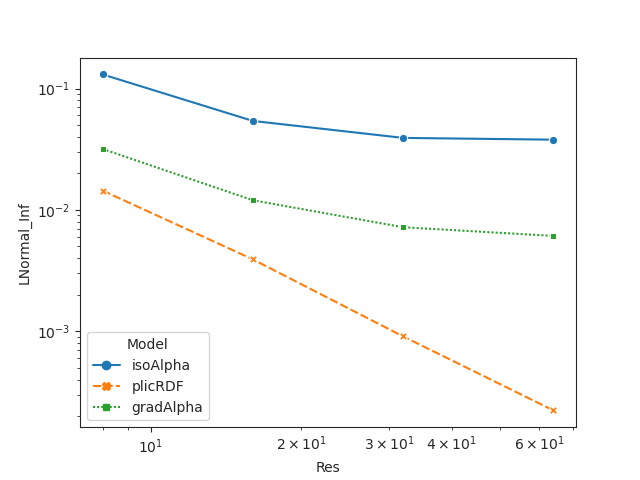 10⁻¹
10⁻²
10⁻³
LNormal_Inf
Model
isoAlpha
plicRDF
gradAlpha
10¹
2 × 10¹
3 × 10¹
4 × 10¹
6 × 10¹
Res